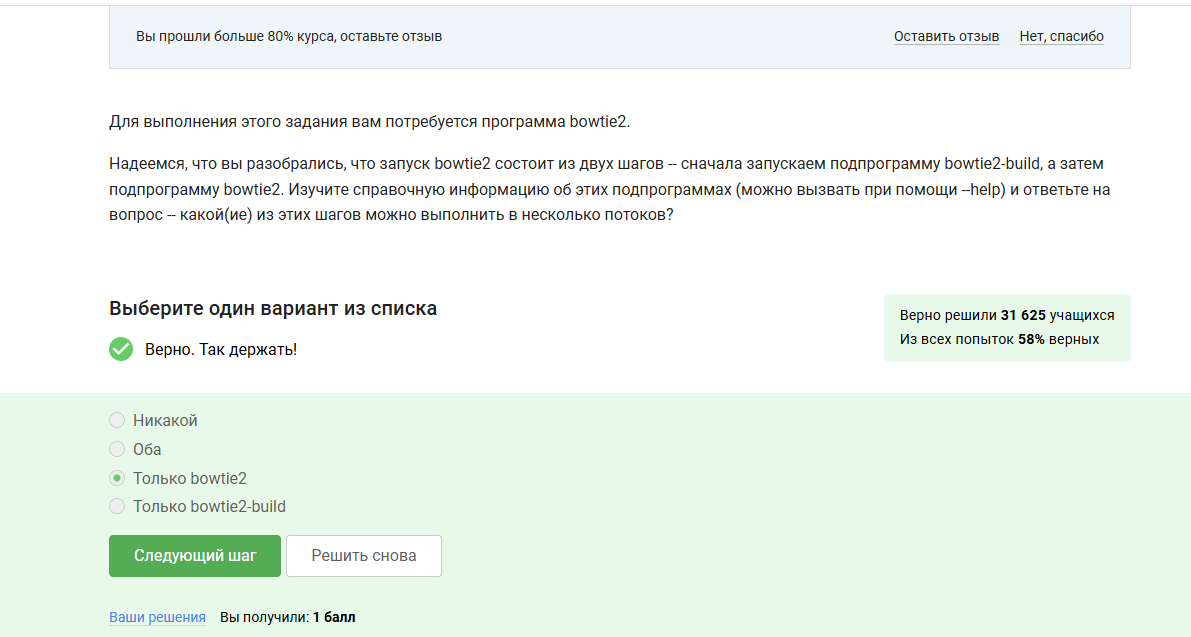 Вы прошли больше 80% курса, оставьте отзыв
Оставить отзыв
Нет, спасибо
Для выполнения этого задания вам потребуется программа bowtie2.
Надеемся, что вы разобрались, что запуск bowtie2 состоит из двух шагов -- сначала запускаем подпрограмму bowtie2-build, а затем
подпрограмму bowtie2. Изучите справочную информацию об этих подпрограммах (можно вызвать при помощи --help) и ответьте на
вопрос -- какой(ие) из этих шагов можно выполнить в несколько потоков?
Выберите один вариант из списка
Верно. Так держать!
Верно решили 31 625 учащихся
Из всех попыток 58% верных
Никакой
Оба
Только bowtie2
Только bowtie2-build
Следующий шаг
Решить снова
Ваши решения
Вы получили: 1 балл